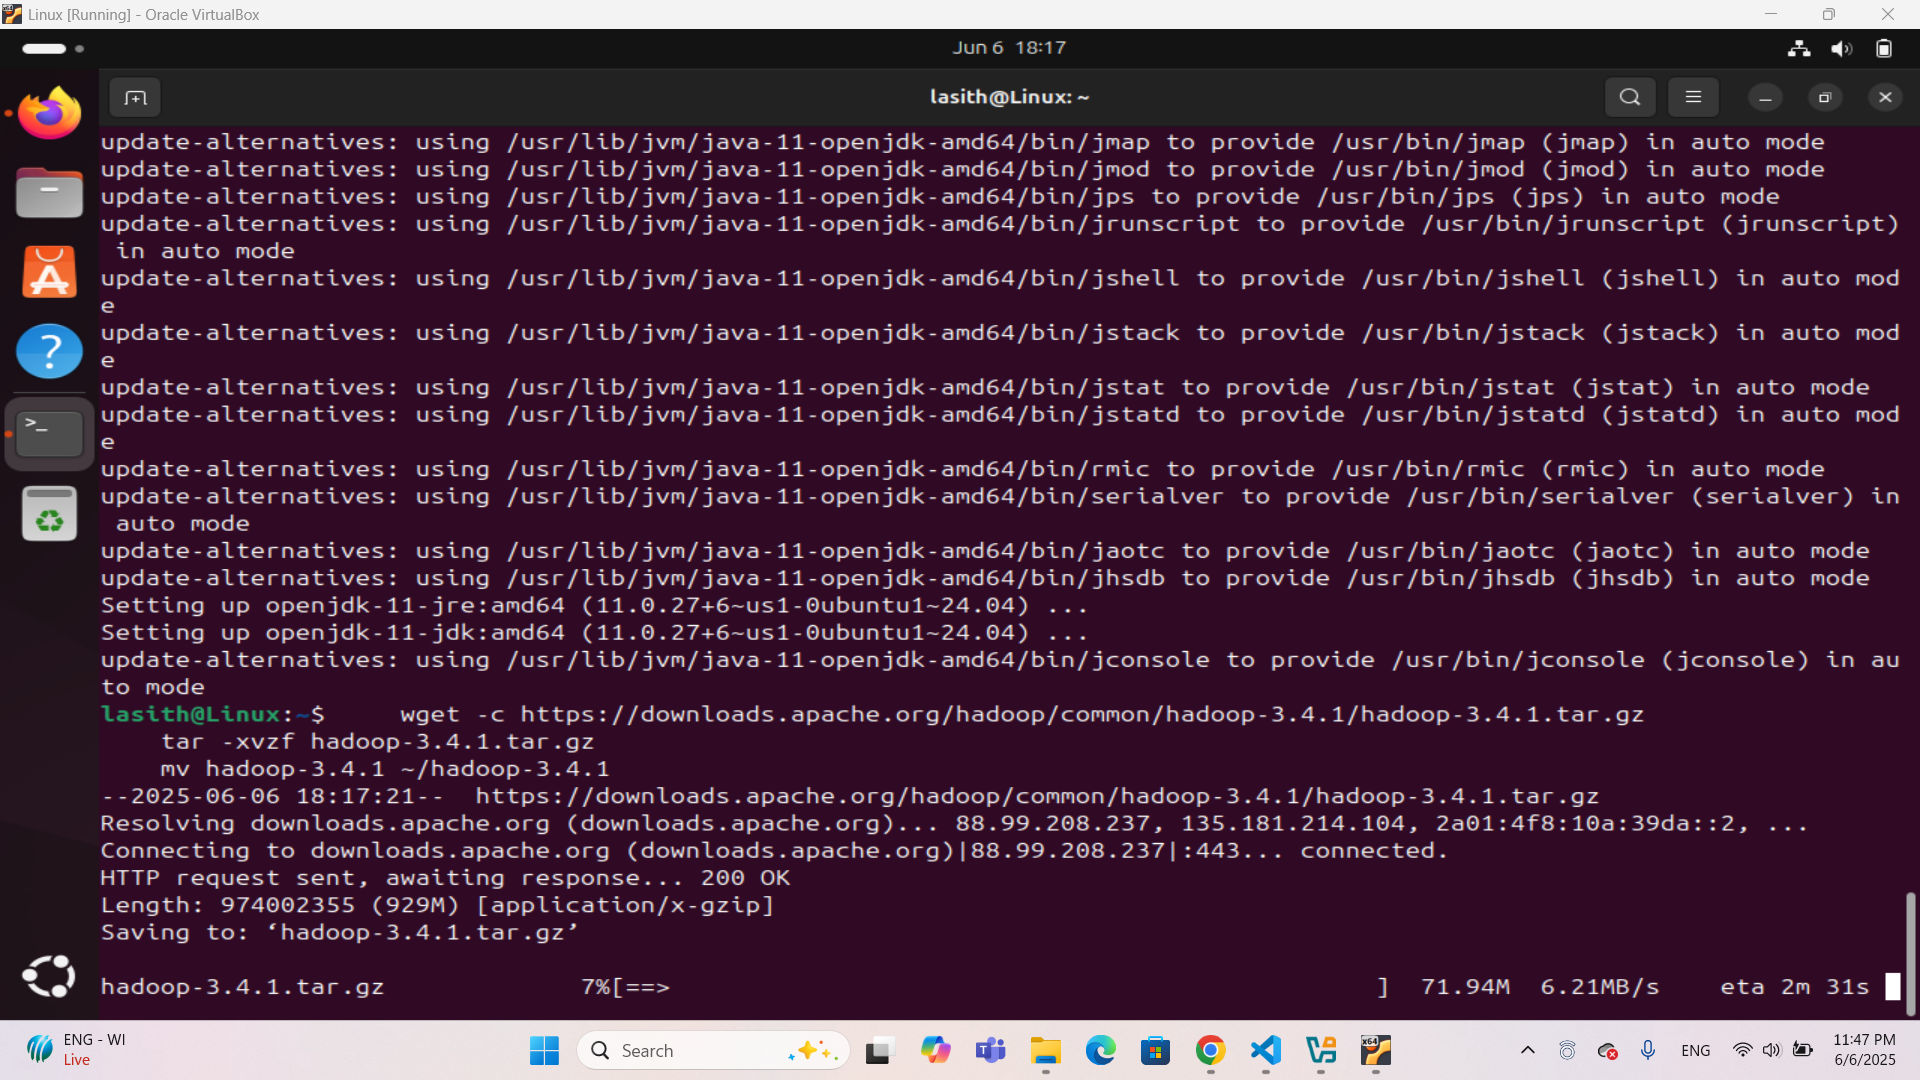 Linux [Running] - Oracle VirtualBox
Jun 6  18:17
lasith@Linux: ~
update-alternatives: using /usr/lib/jvm/java-11-openjdk-amd64/bin/jmap to provide /usr/bin/jmap (jmap) in auto mode
update-alternatives: using /usr/lib/jvm/java-11-openjdk-amd64/bin/jmod to provide /usr/bin/jmod (jmod) in auto mode
update-alternatives: using /usr/lib/jvm/java-11-openjdk-amd64/bin/jps to provide /usr/bin/jps (jps) in auto mode
update-alternatives: using /usr/lib/jvm/java-11-openjdk-amd64/bin/jrunscript to provide /usr/bin/jrunscript (jrunscript)
 in auto mode
update-alternatives: using /usr/lib/jvm/java-11-openjdk-amd64/bin/jshell to provide /usr/bin/jshell (jshell) in auto mod
e
update-alternatives: using /usr/lib/jvm/java-11-openjdk-amd64/bin/jstack to provide /usr/bin/jstack (jstack) in auto mod
e
update-alternatives: using /usr/lib/jvm/java-11-openjdk-amd64/bin/jstat to provide /usr/bin/jstat (jstat) in auto mode
update-alternatives: using /usr/lib/jvm/java-11-openjdk-amd64/bin/jstatd to provide /usr/bin/jstatd (jstatd) in auto mod
e
update-alternatives: using /usr/lib/jvm/java-11-openjdk-amd64/bin/rmic to provide /usr/bin/rmic (rmic) in auto mode
update-alternatives: using /usr/lib/jvm/java-11-openjdk-amd64/bin/serialver to provide /usr/bin/serialver (serialver) in
 auto mode
update-alternatives: using /usr/lib/jvm/java-11-openjdk-amd64/bin/jaotc to provide /usr/bin/jaotc (jaotc) in auto mode
update-alternatives: using /usr/lib/jvm/java-11-openjdk-amd64/bin/jhsdb to provide /usr/bin/jhsdb (jhsdb) in auto mode
Setting up openjdk-11-jre:amd64 (11.0.27+6~us1-0ubuntu1~24.04) ...
Setting up openjdk-11-jdk:amd64 (11.0.27+6~us1-0ubuntu1~24.04) ...
update-alternatives: using /usr/lib/jvm/java-11-openjdk-amd64/bin/jconsole to provide /usr/bin/jconsole (jconsole) in au
to mode
lasith@Linux:~$     wget -c https://downloads.apache.org/hadoop/common/hadoop-3.4.1/hadoop-3.4.1.tar.gz
    tar -xvzf hadoop-3.4.1.tar.gz
    mv hadoop-3.4.1 ~/hadoop-3.4.1
--2025-06-06 18:17:21--  https://downloads.apache.org/hadoop/common/hadoop-3.4.1/hadoop-3.4.1.tar.gz
Resolving downloads.apache.org (downloads.apache.org)... 88.99.208.237, 135.181.214.104, 2a01:4f8:10a:39da::2, ...
Connecting to downloads.apache.org (downloads.apache.org)|88.99.208.237|:443... connected.
HTTP request sent, awaiting response... 200 OK
Length: 974002355 (929M) [application/x-gzip]
Saving to: ‘hadoop-3.4.1.tar.gz’
hadoop-3.4.1.tar.gz             7%[==>                                               ]  71.94M  6.21MB/s    eta 2m 31s
ENG - WI
Live
Search
ENG
11:47 PM
6/6/2025